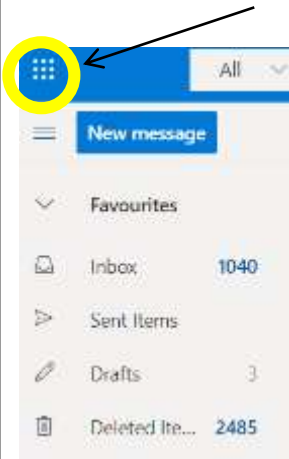 All
New message
Favourites
Inbox 1040
Sent Items
Drafts 3
Deleted Ite... 2485